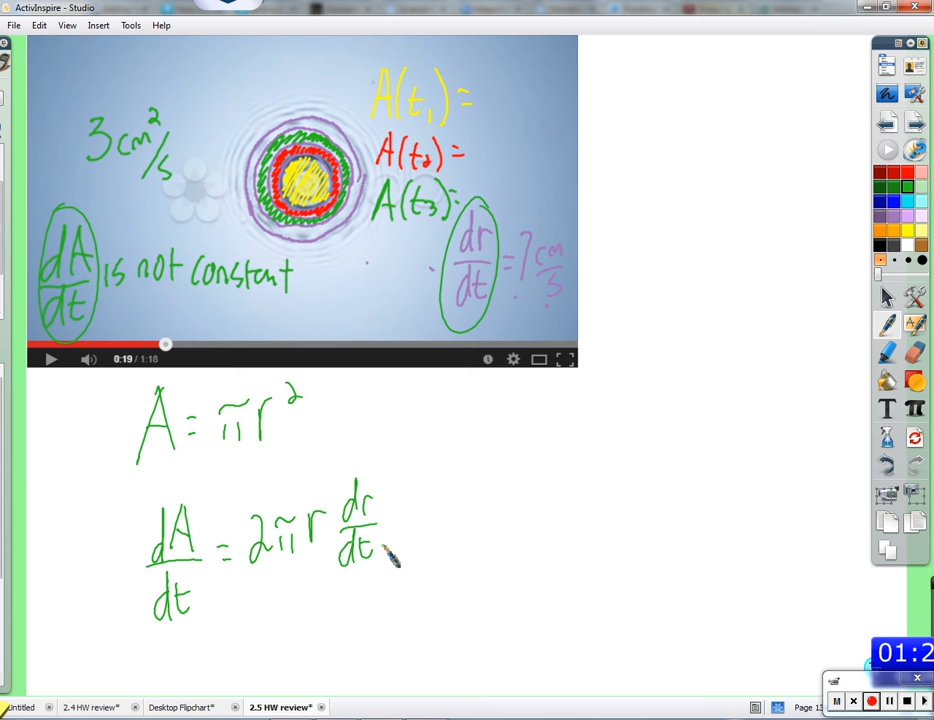 ActivInspire - Studio
File Edit View Insert Tools Help
3 cm²/s
A(t₁) =
A(t₂) =
A(t₃) =
dA/dt is not constant
dr/dt = ? cm/s
0:19 / 1:18
A = πr²
dA/dt = 2πr dr/dt
T π
01:2
Untitled 2.4 HW review* Desktop Flipchart* 2.5 HW review* Page 13
M